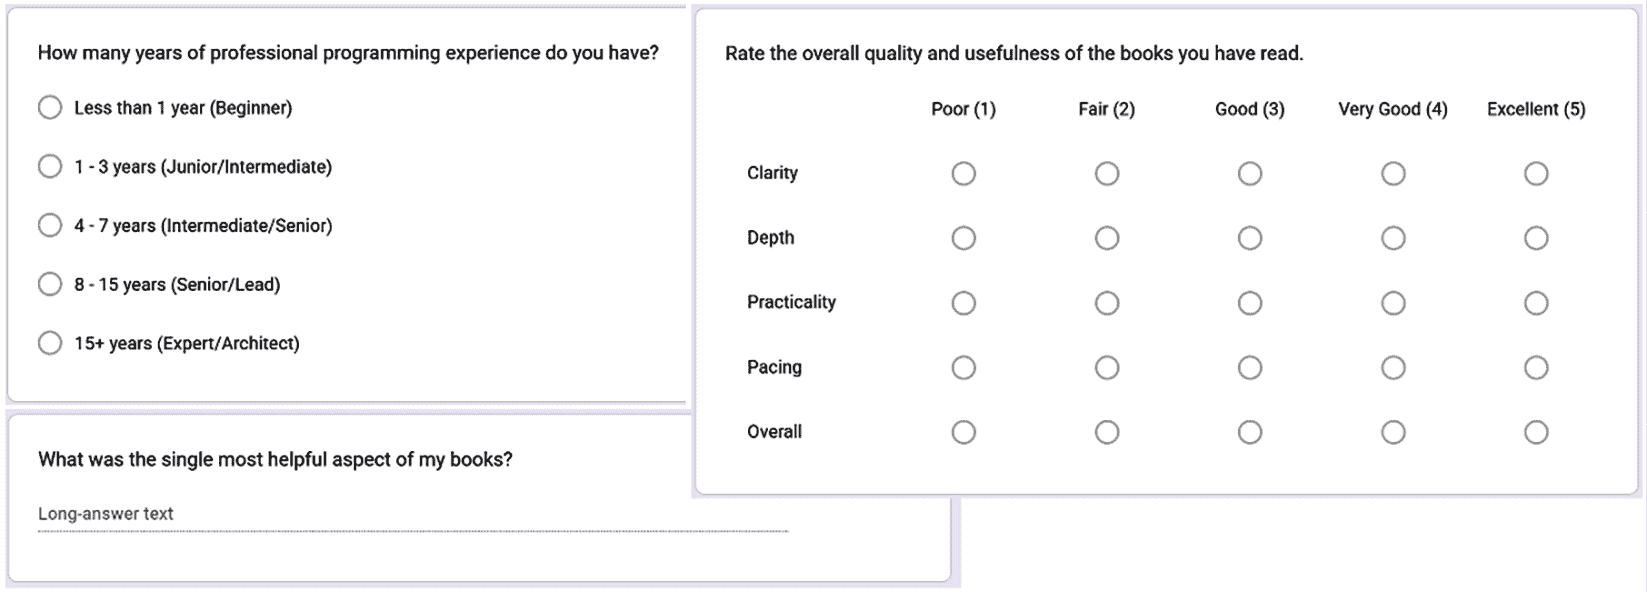 How many years of professional programming experience do you have?
Less than 1 year (Beginner)
1 - 3 years (Junior/Intermediate)
4 - 7 years (Intermediate/Senior)
8 - 15 years (Senior/Lead)
15+ years (Expert/Architect)
What was the single most helpful aspect of my books?
Long-answer text
Rate the overall quality and usefulness of the books you have read.
Poor (1) Fair (2) Good (3) Very Good (4) Excellent (5)
Clarity
Depth
Practicality
Pacing
Overall